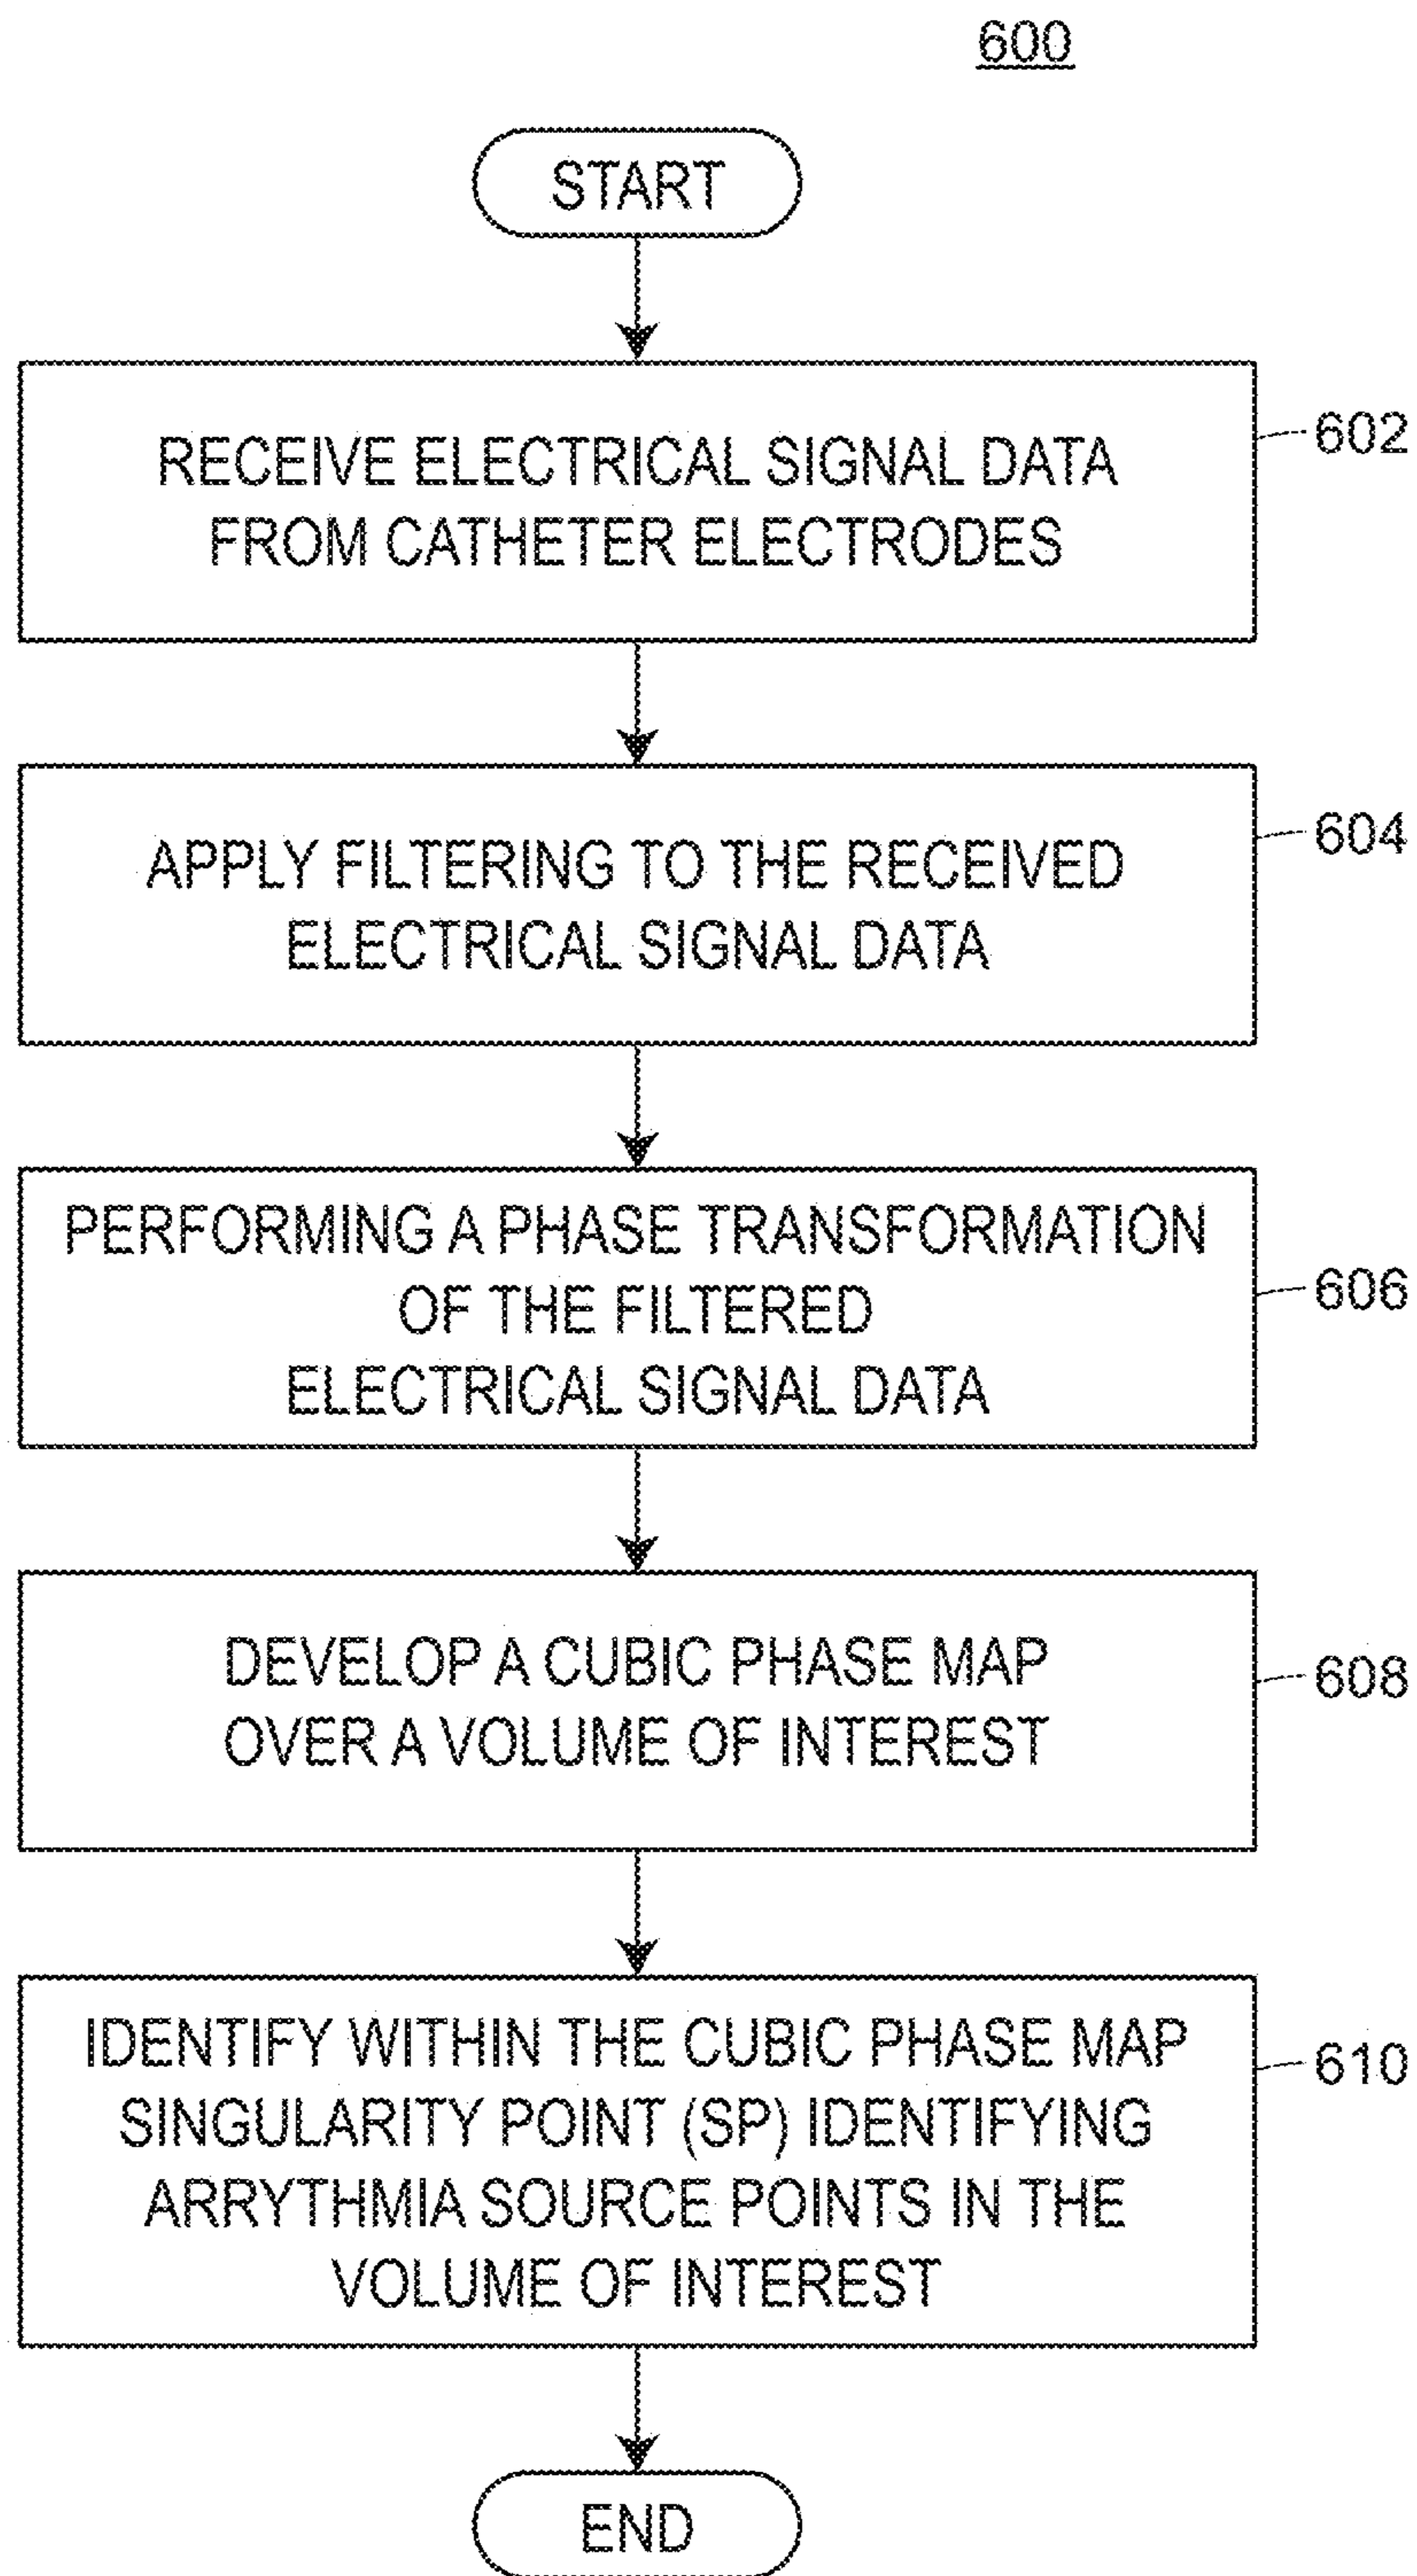 600
START
RECEIVE ELECTRICAL SIGNAL DATA
FROM CATHETER ELECTRODES
602
APPLY FILTERING TO THE RECEIVED
ELECTRICAL SIGNAL DATA
604
PERFORMING A PHASE TRANSFORMATION
OF THE FILTERED
ELECTRICAL SIGNAL DATA
606
DEVELOP A CUBIC PHASE MAP
OVER A VOLUME OF INTEREST
608
IDENTIFY WITHIN THE CUBIC PHASE MAP
SINGULARITY POINT (SP) IDENTIFYING
ARRYTHMIA SOURCE POINTS IN THE
VOLUME OF INTEREST
610
END